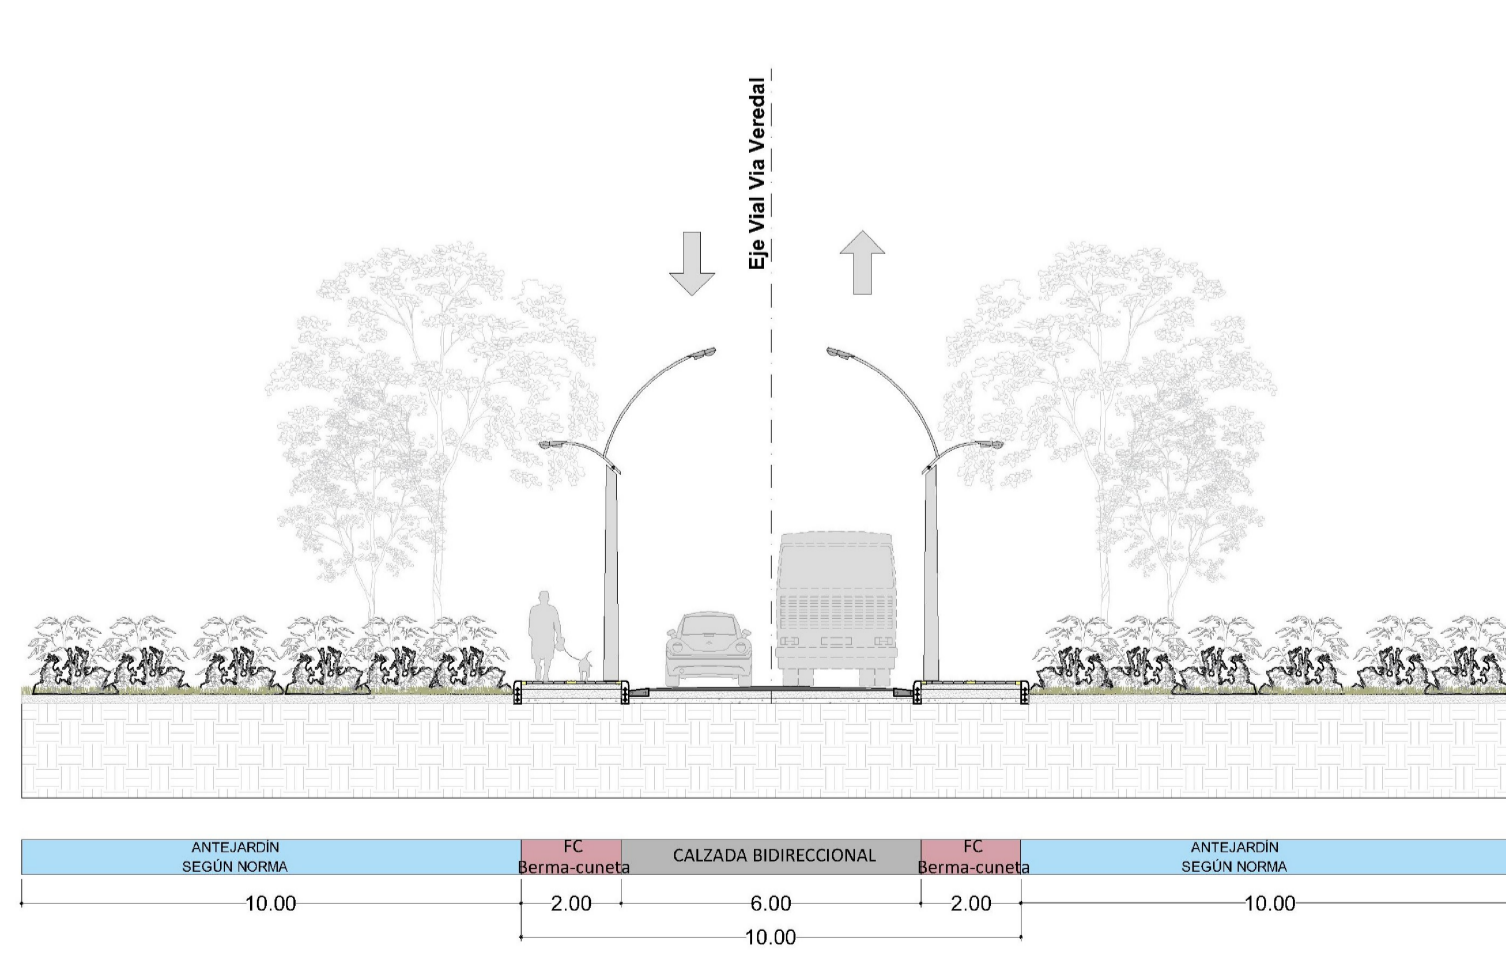 Eje Vial Via Veredal
ANTEJARDÍN
SEGÚN NORMA
FC
Berma-cuneta
CALZADA BIDIRECCIONAL
FC
Berma-cuneta
ANTEJARDÍN
SEGÚN NORMA
10.00
2.00
6.00
2.00
10.00
10.00